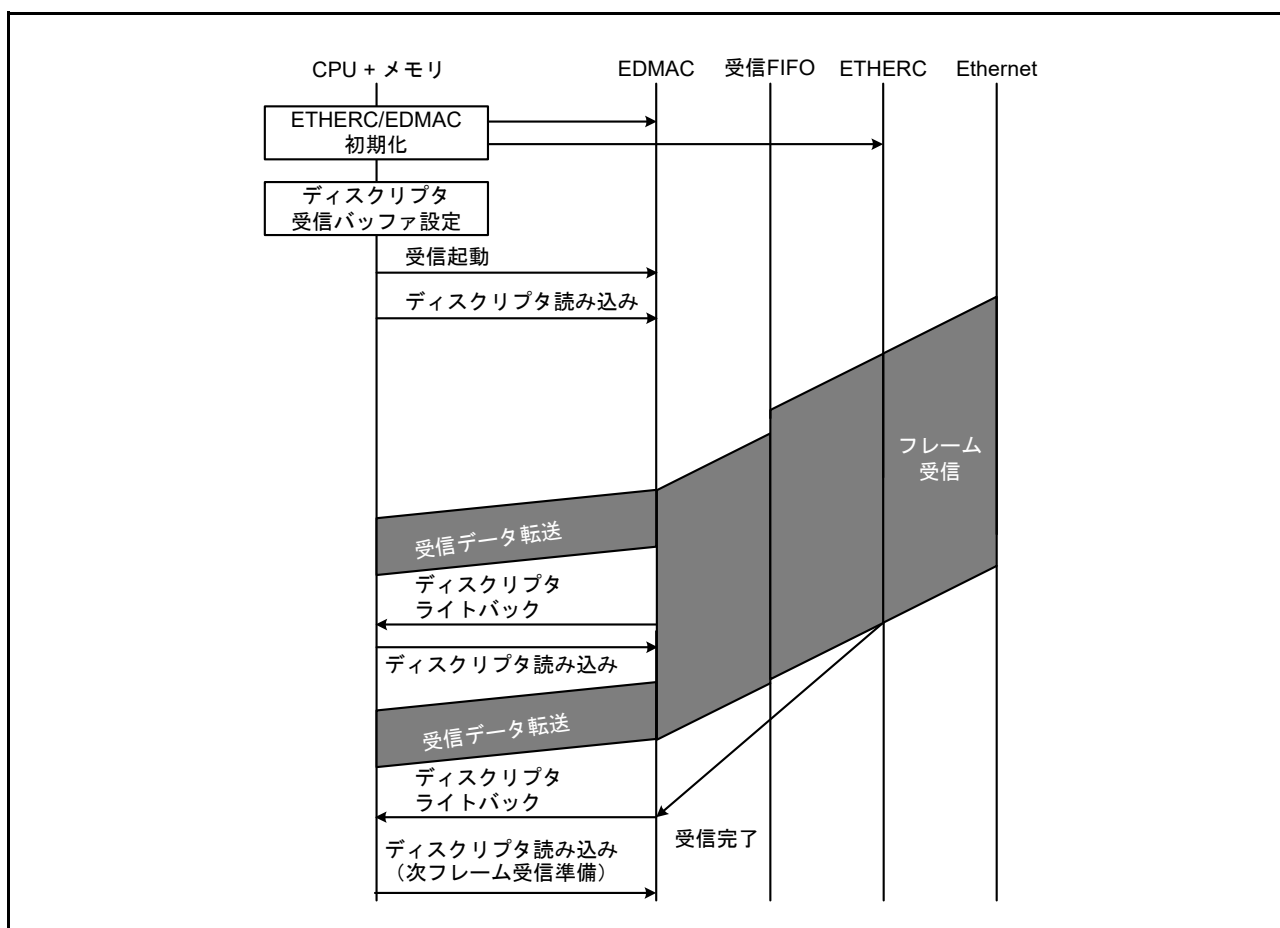 CPU + メモリ
EDMAC
受信FIFO
ETHERC
Ethernet
ETHERC/EDMAC
初期化
ディスクリプタ
受信バッファ設定
受信起動
ディスクリプタ読み込み
フレーム
受信
受信データ転送
ディスクリプタ
ライトバック
ディスクリプタ読み込み
受信データ転送
ディスクリプタ
ライトバック
受信完了
ディスクリプタ読み込み
（次フレーム受信準備）